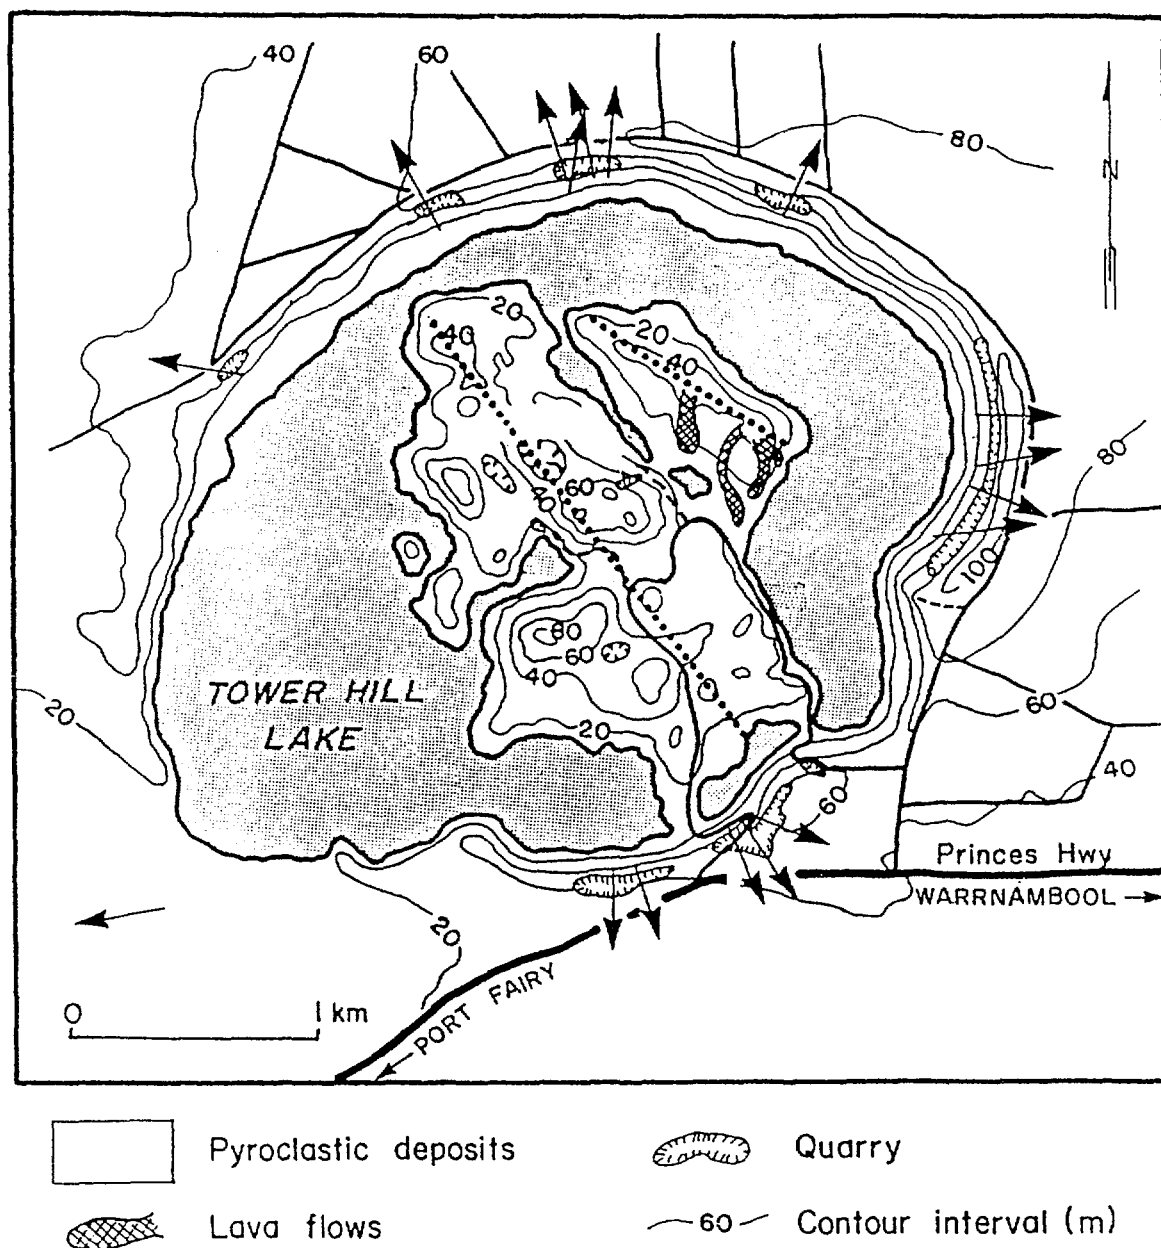 40
60
80
N
20
40
20
40
60
40
80
100
80
60
40
20
TOWER HILL
LAKE
20
60
60
40
Princes Hwy
WARRNAMBOOL
20
0 1 km
PORT FAIRY
Pyroclastic deposits
Quarry
Lava flows
60
Contour interval (m)